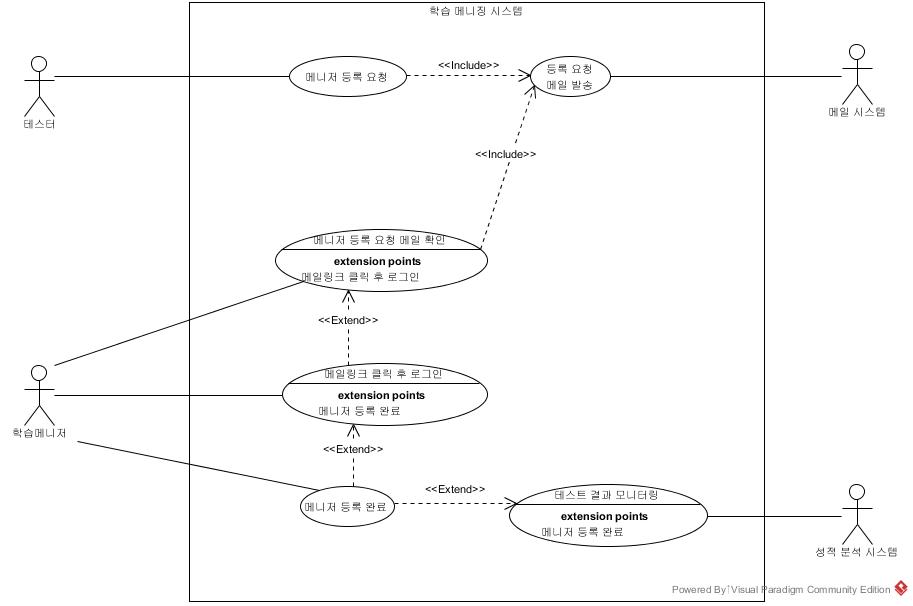 학습 메니징 시스템
테스터
메니저 등록 요청
<<Include>>
등록 요청
메일 발송
메일 시스템
<<Include>>
메니저 등록 요청 메일 확인
extension points
메일링크 클릭 후 로그인
<<Extend>>
메일링크 클릭 후 로그인
extension points
메니저 등록 완료
학습메니저
<<Extend>>
메니저 등록 완료
<<Extend>>
테스트 결과 모니터링
extension points
메니저 등록 완료
성적 분석 시스템
Powered By Visual Paradigm Community Edition